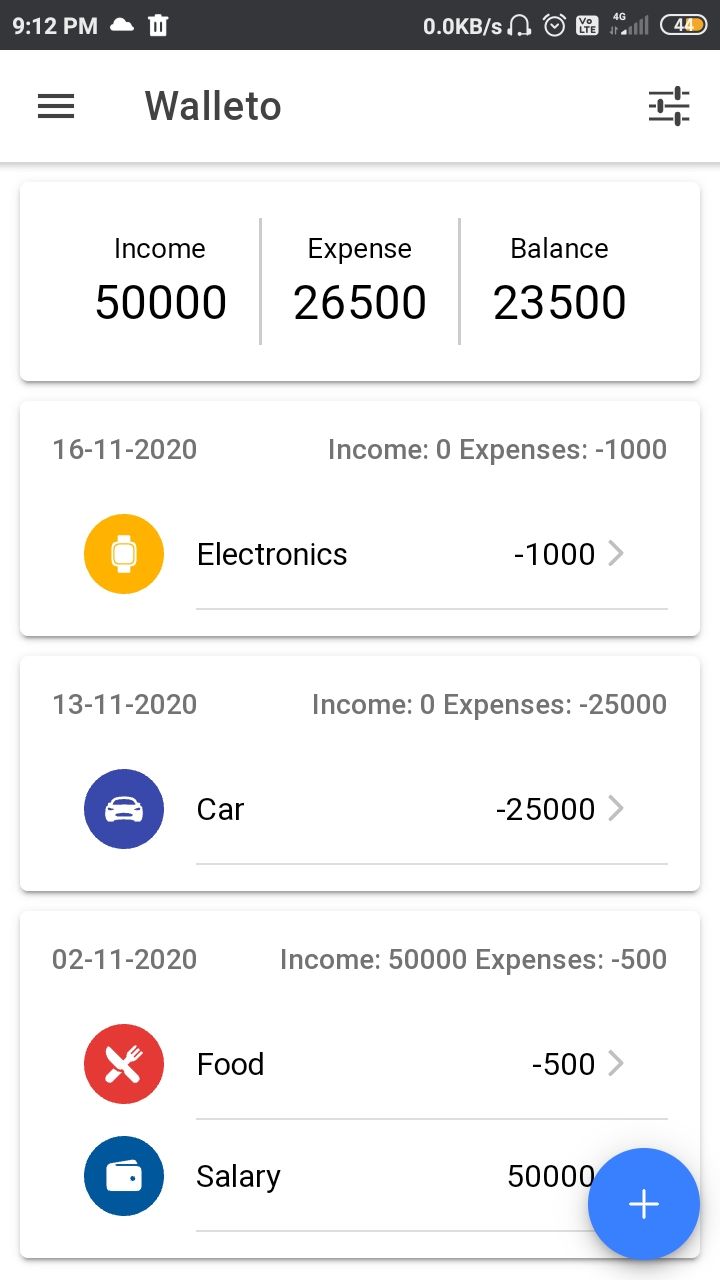 9:12 PM 0.0KB/s Vo LTE 4G 44
Walleto
Income Expense Balance
50000 26500 23500
16-11-2020 Income: 0 Expenses: -1000
Electronics -1000
13-11-2020 Income: 0 Expenses: -25000
Car -25000
02-11-2020 Income: 50000 Expenses: -500
Food -500
Salary 50000